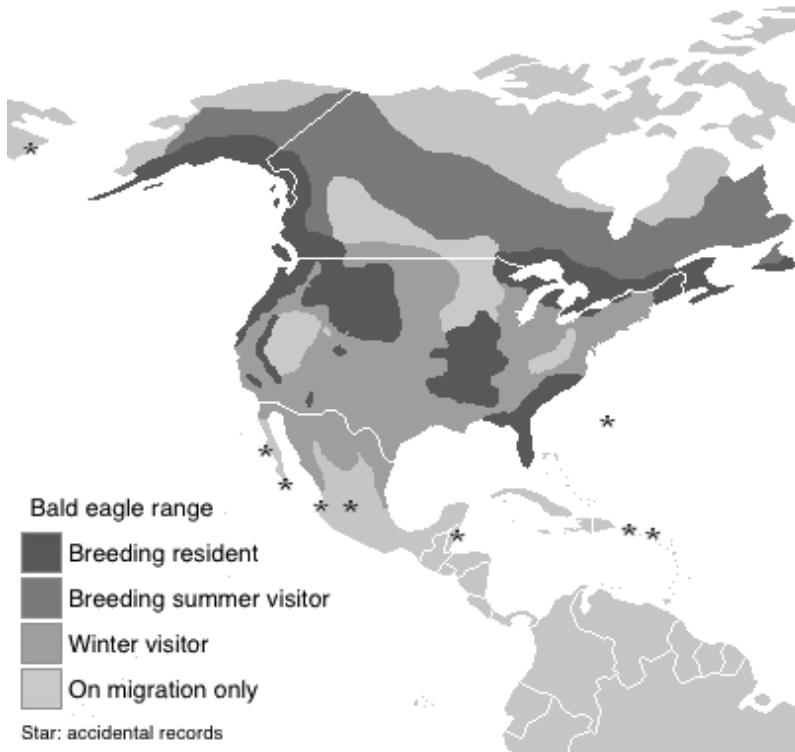 Bald eagle range
Breeding resident
Breeding summer visitor
Winter visitor
On migration only
Star: accidental records